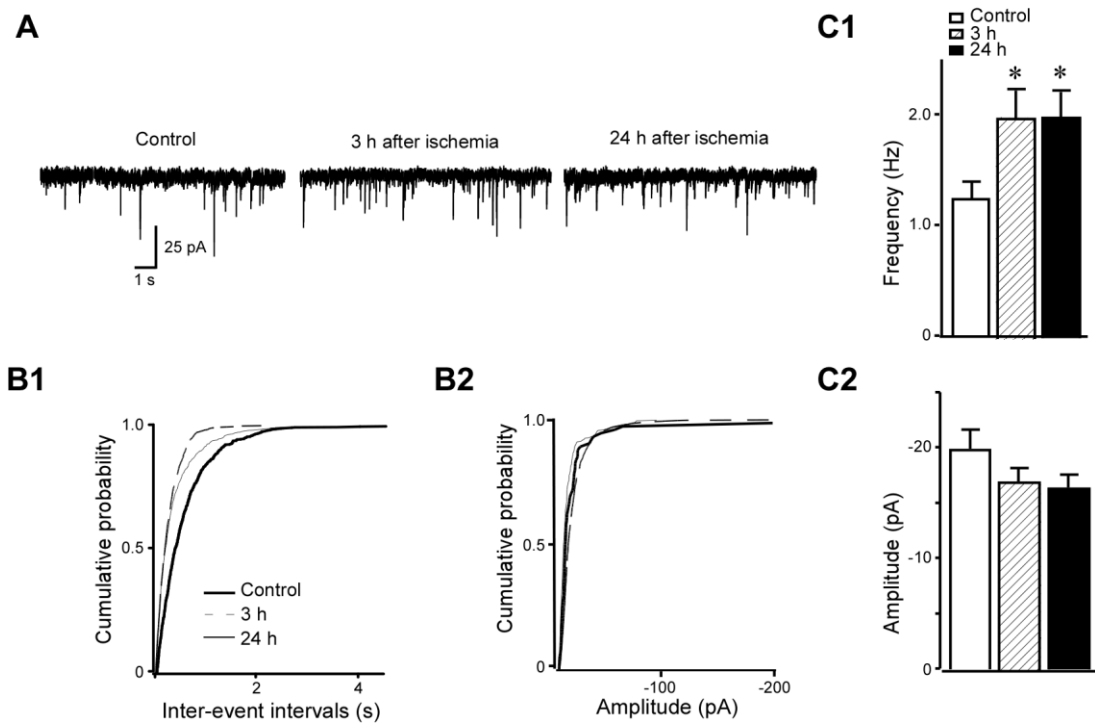 A
Control
3 h after ischemia
24 h after ischemia
25 pA
1 s
C1
Control
3 h
24 h
* *
2.0
1.0
0
Frequency (Hz)
B1
1.0
0.5
0
Cumulative probability
Control
3 h
24 h
2 4
Inter-event intervals (s)
B2
1.0
0.5
0
Cumulative probability
-100 -200
Amplitude (pA)
C2
-20
-10
0
Amplitude (pA)